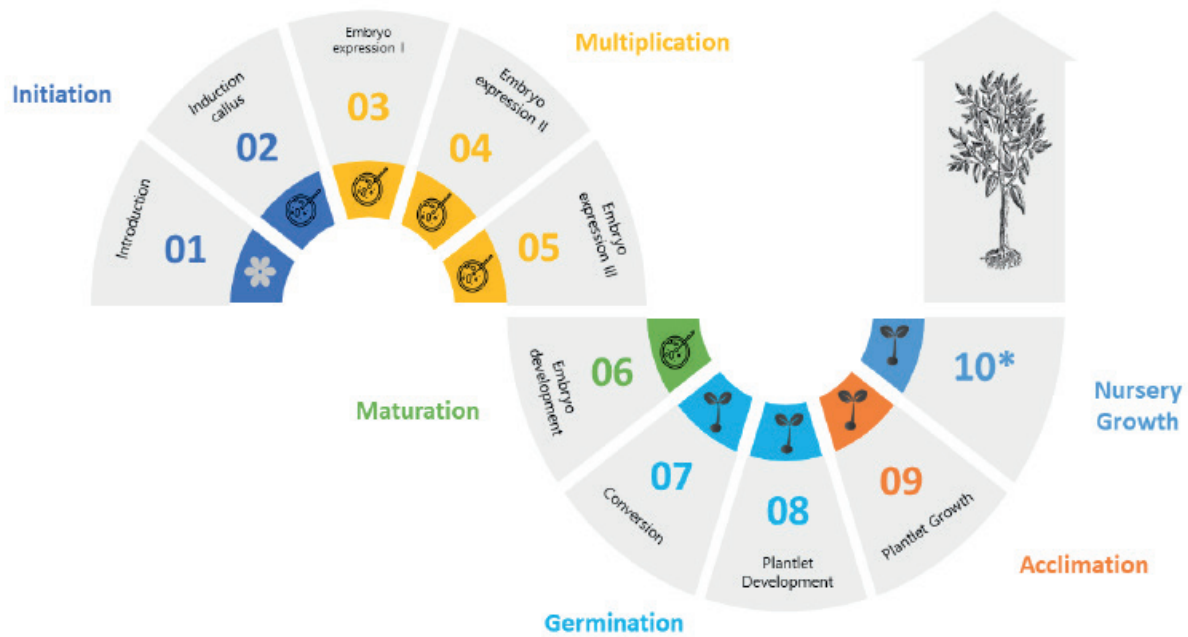 Initiation
Introduction
01
Induction
callus
02
Embryo
expression I
03
Multiplication
Embryo
expression II
04
Embryo
expression III
05
Maturation
Embryo
development
06
07
Conversion
Germination
08
Plantlet
Development
09
Plantlet Growth
Acclimation
10*
Nursery
Growth